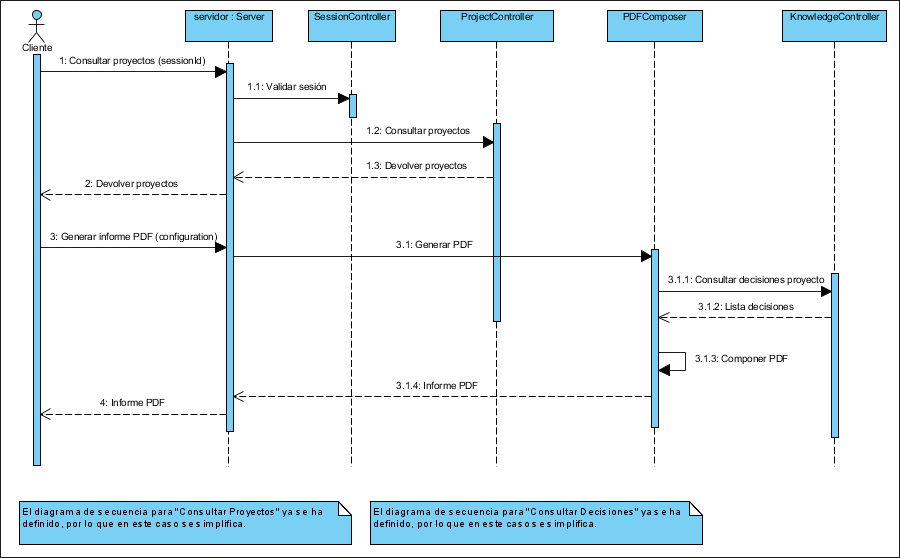 servidor : Server
SessionController
ProjectController
PDFComposer
KnowledgeController
Cliente
1: Consultar proyectos (sessionId)
1.1: Validar sesión
1.2: Consultar proyectos
1.3: Devolver proyectos
2: Devolver proyectos
3: Generar informe PDF (configuration)
3.1: Generar PDF
3.1.1: Consultar decisiones proyecto
3.1.2: Lista decisiones
3.1.3: Componer PDF
3.1.4: Informe PDF
4: Informe PDF
El diagrama de secuencia para "Consultar Proyectos" ya se ha
definido, por lo que en este caso se simplifica.
El diagrama de secuencia para "Consultar Decisiones" ya se ha
definido, por lo que en este caso se simplifica.